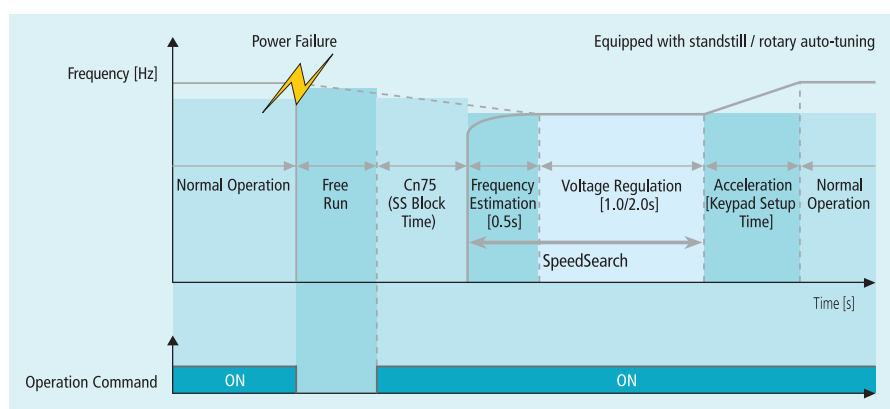 Power Failure
Equipped with standstill / rotary auto-tuning
Frequency [Hz]
Normal Operation
Free
Run
Cn75
(SS Block
Time)
Frequency
Estimation
[0.5s]
Voltage Regulation
[1.0/2.0s]
Acceleration
[Keypad Setup
Time]
Normal
Operation
SpeedSearch
Time [s]
Operation Command
ON
ON